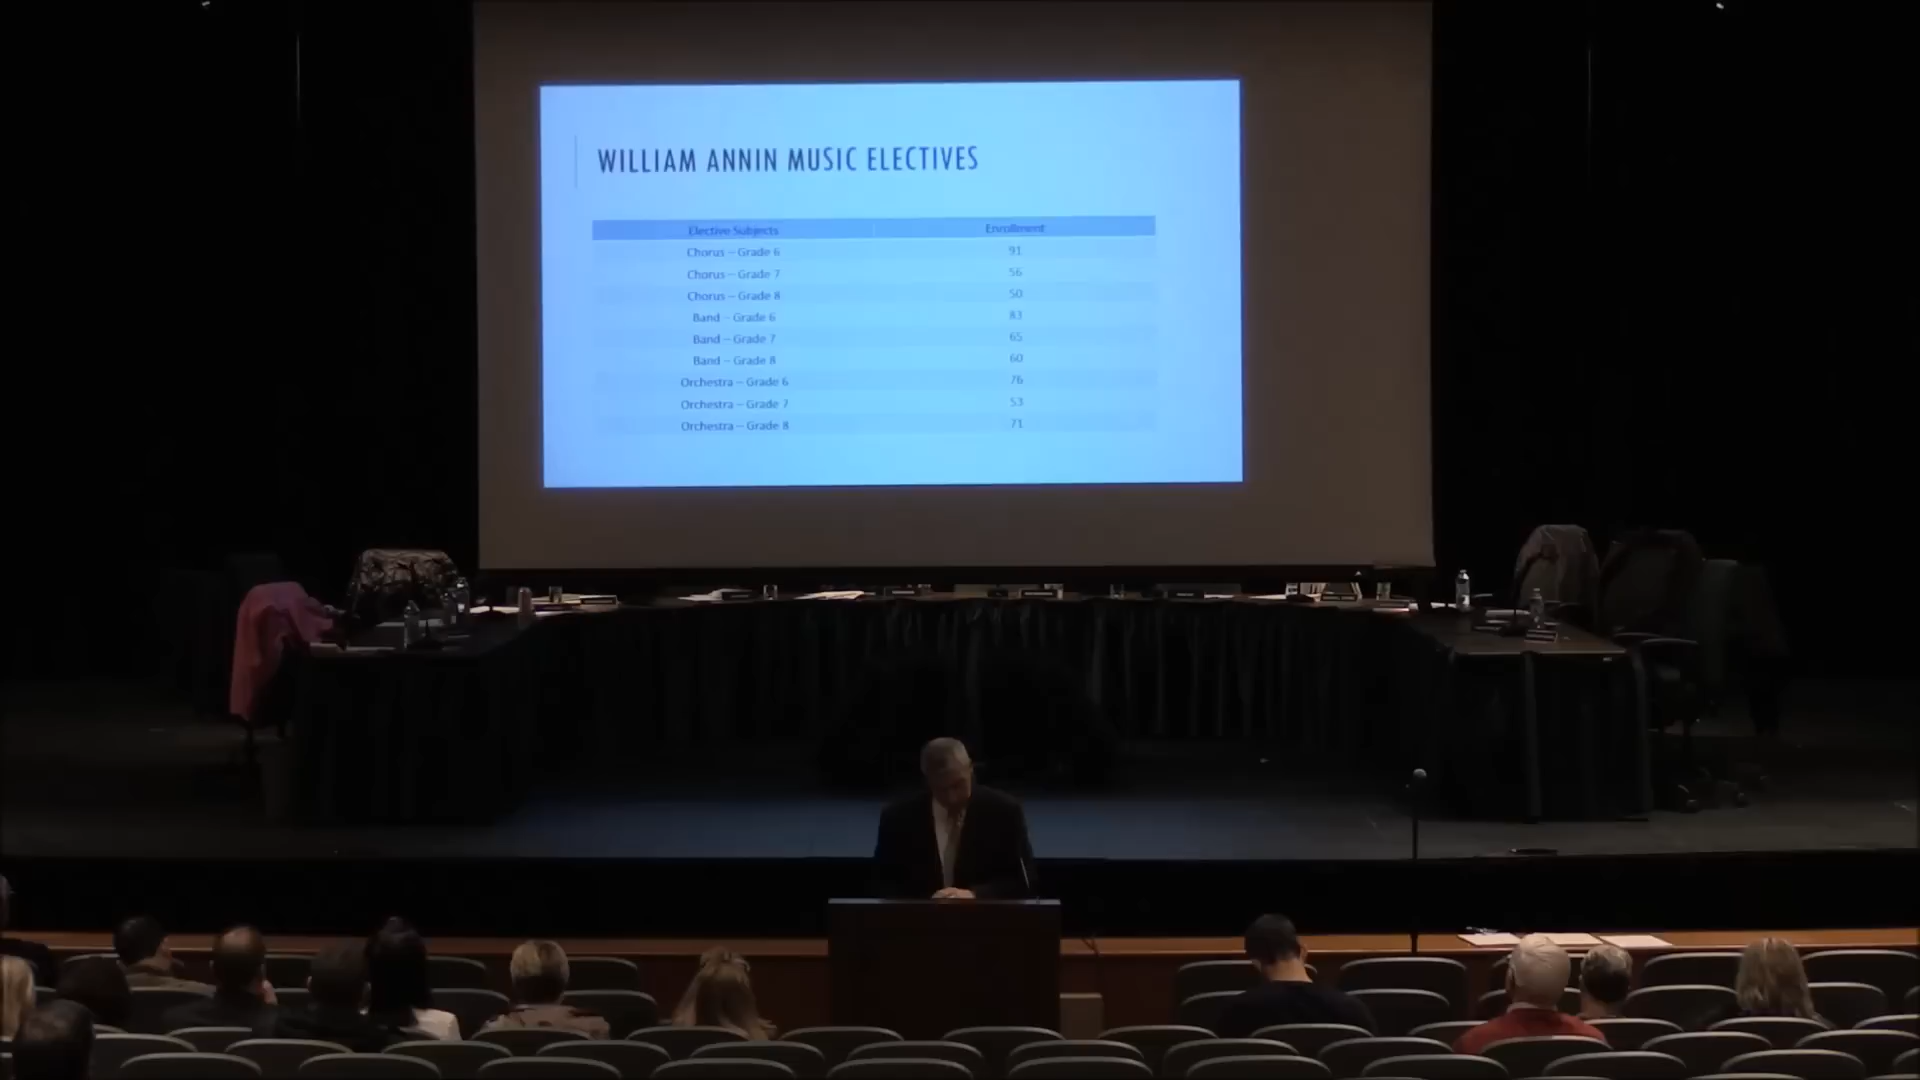 WILLIAM ANNIN MUSIC ELECTIVES
Elective Subjects Enrollment
Chorus – Grade 6 91
Chorus – Grade 7 56
Chorus – Grade 8 50
Band – Grade 6 83
Band – Grade 7 65
Band – Grade 8 60
Orchestra – Grade 6 76
Orchestra – Grade 7 53
Orchestra – Grade 8 71